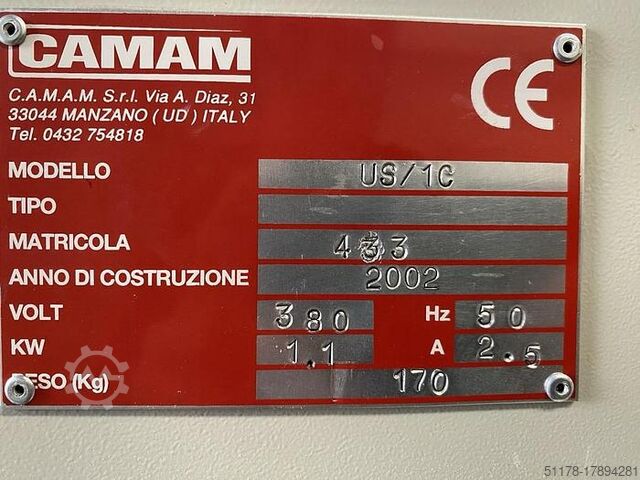 CAMAM
CE
C.A.M.A.M. S.r.l. Via A. Diaz, 31
33044 MANZANO ( UD ) ITALY
Tel. 0432 754818
MODELLO US/1C
TIPO
MATRICOLA 433
ANNO DI COSTRUZIONE 2002
VOLT 380 Hz 50
KW 1.1 A 2.5
PESO (Kg) 170
51178-17894281